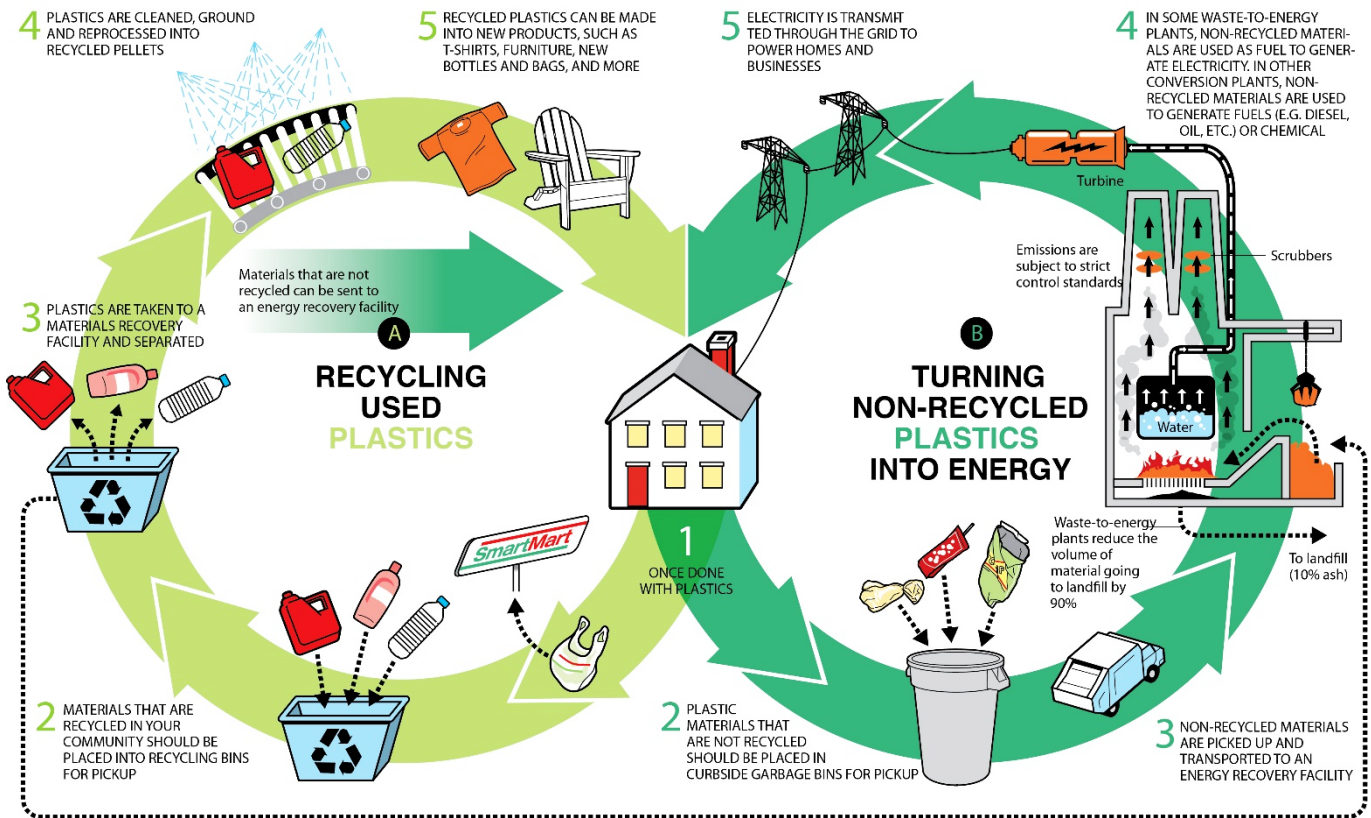 4 PLASTICS ARE CLEANED, GROUND
AND REPROCESSED INTO
RECYCLED PELLETS
5 RECYCLED PLASTICS CAN BE MADE
INTO NEW PRODUCTS, SUCH AS
T-SHIRTS, FURNITURE, NEW
BOTTLES AND BAGS, AND MORE
5 ELECTRICITY IS TRANSMIT
TED THROUGH THE GRID TO
POWER HOMES AND
BUSINESSES
4 IN SOME WASTE-TO-ENERGY
PLANTS, NON-RECYCLED MATERI-
ALS ARE USED AS FUEL TO GENER-
ATE ELECTRICITY. IN OTHER
CONVERSION PLANTS, NON-
RECYCLED MATERIALS ARE USED
TO GENERATE FUELS (E.G. DIESEL,
OIL, ETC.) OR CHEMICAL
Turbine
Emissions are
subject to strict
control standards
Scrubbers
Water
Materials that are not
recycled can be sent to
an energy recovery facility
3 PLASTICS ARE TAKEN TO A
MATERIALS RECOVERY
FACILITY AND SEPARATED
A
RECYCLING
USED
PLASTICS
B
TURNING
NON-RECYCLED
PLASTICS
INTO ENERGY
SmartMart
1
ONCE DONE
WITH PLASTICS
Waste-to-energy
plants reduce the
volume of
material going
to landfill by
90%
To landfill
(10% ash)
2 MATERIALS THAT ARE
RECYCLED IN YOUR
COMMUNITY SHOULD BE
PLACED INTO RECYCLING BINS
FOR PICKUP
2 PLASTIC
MATERIALS THAT
ARE NOT RECYCLED
SHOULD BE PLACED IN
CURBSIDE GARBAGE BINS FOR PICKUP
3 NON-RECYCLED MATERIALS
ARE PICKED UP AND
TRANSPORTED TO AN
ENERGY RECOVERY FACILITY